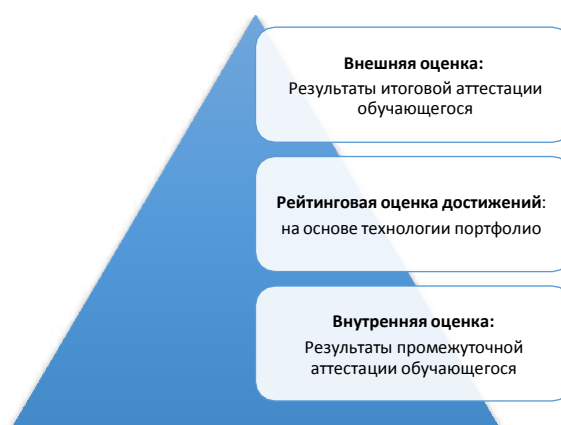 Внешняя оценка:
Результаты итоговой аттестации
обучающегося
Рейтинговая оценка достижений:
на основе технологии портфолио
Внутренняя оценка:
Результаты промежуточной
аттестации обучающегося